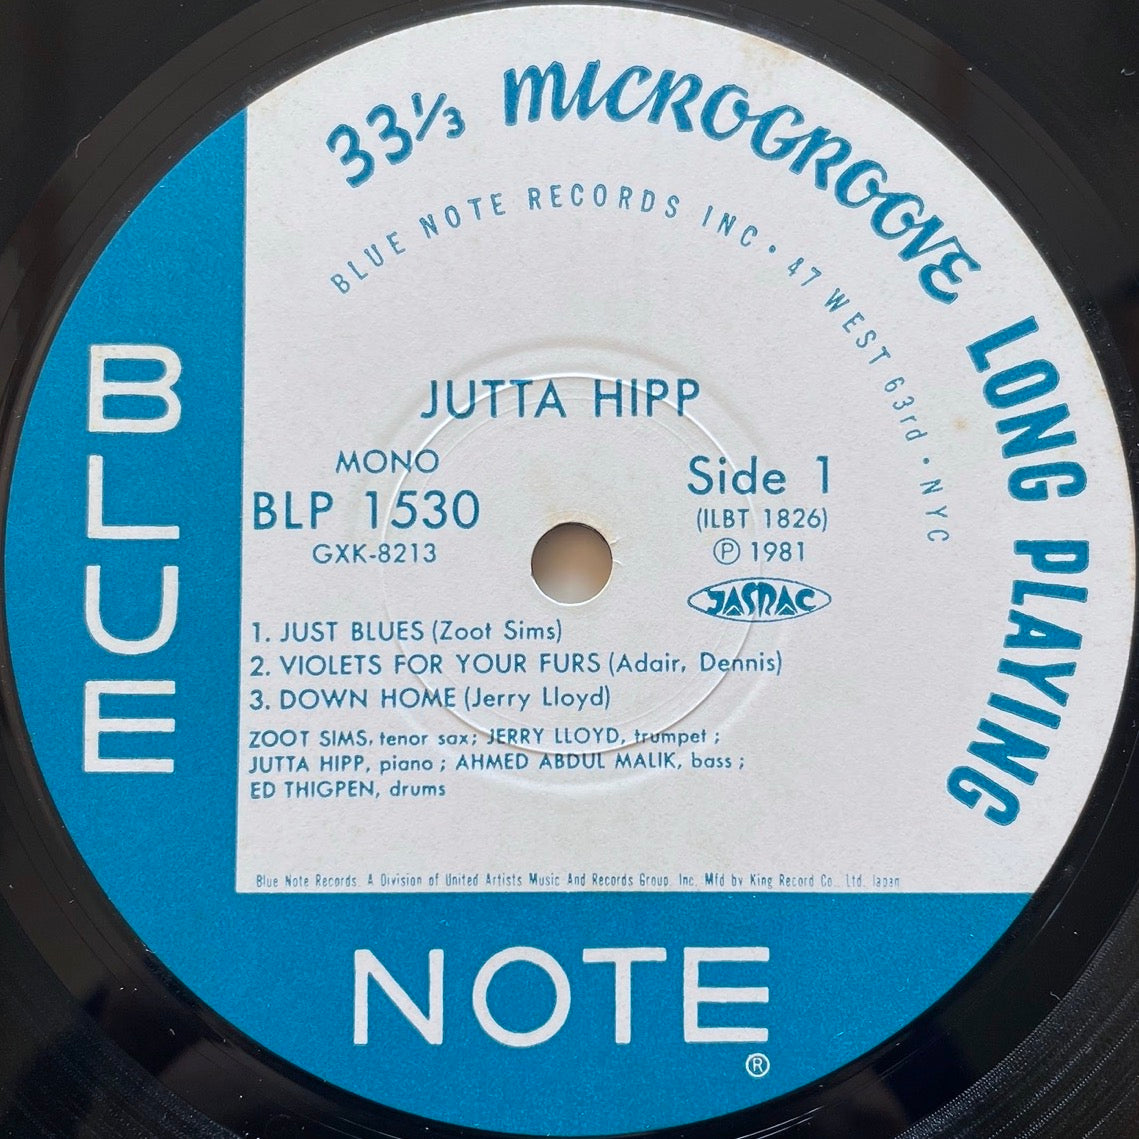 33⅓ MICROGROOVE LONG PLAYING
BLUE NOTE RECORDS INC • 47 WEST 63rd • NYC
JUTTA HIPP
MONO
BLP 1530
GXK-8213
Side 1
(ILBT 1826)
Ⓟ 1981
JASRAC
1. JUST BLUES (Zoot Sims)
2. VIOLETS FOR YOUR FURS (Adair, Dennis)
3. DOWN HOME (Jerry Lloyd)
ZOOT SIMS, tenor sax; JERRY LLOYD, trumpet ;
JUTTA HIPP, piano ; AHMED ABDUL MALIK, bass ;
ED THIGPEN, drums
Blue Note Records. A Division of United Artists Music And Records Group, Inc. Mfd by King Record Co., Ltd. Japan
BLUE
NOTE
®